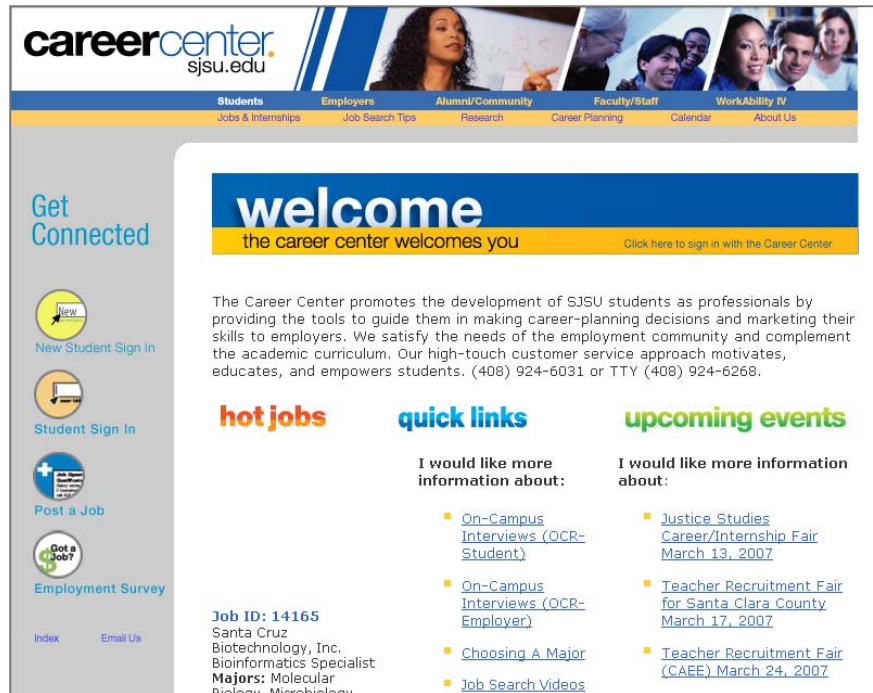 careercenter.
sjsu.edu
Students Employers Alumni/Community Faculty/Staff WorkAbility IV
Jobs & Internships Job Search Tips Research Career Planning Calendar About Us
Get
Connected
New
New Student Sign In
Student Sign In
Post a Job
Got a
Job?
Employment Survey
Index Email Us
welcome
the career center welcomes you
Click here to sign in with the Career Center
The Career Center promotes the development of SJSU students as professionals by
providing the tools to guide them in making career-planning decisions and marketing their
skills to employers. We satisfy the needs of the employment community and complement
the academic curriculum. Our high-touch customer service approach motivates,
educates, and empowers students. (408) 924-6031 or TTY (408) 924-6268.
hot jobs
Job ID: 14165
Santa Cruz
Biotechnology, Inc.
Bioinformatics Specialist
Majors: Molecular
Biology, Microbiology
quick links
I would like more
information about:
On-Campus
Interviews (OCR-
Student)
On-Campus
Interviews (OCR-
Employer)
Choosing A Major
Job Search Videos
upcoming events
I would like more information
about:
Justice Studies
Career/Internship Fair
March 13, 2007
Teacher Recruitment Fair
for Santa Clara County
March 17, 2007
Teacher Recruitment Fair
(CAEE) March 24, 2007